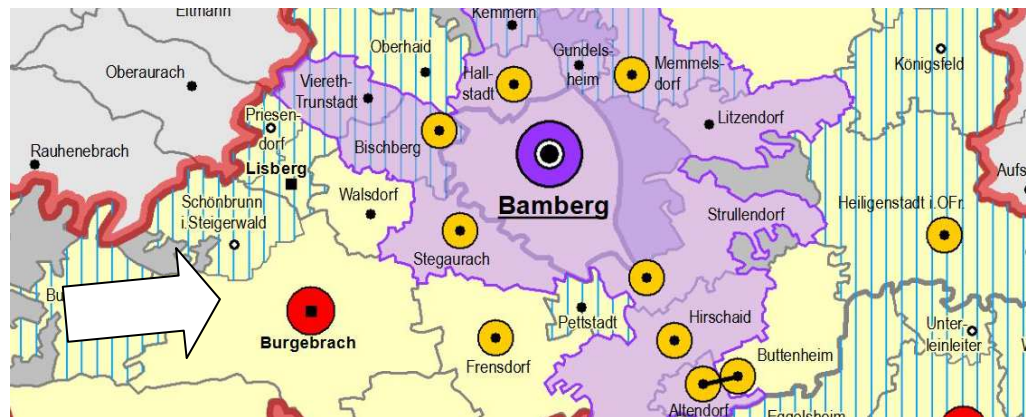 Eltmann
Kemmern
Oberhaid
Gundels-
heim
Königsfeld
Oberaurach
Viereth-
Trunstadt
Hall-
stadt
Memmels-
dorf
Priesen-
dorf
Litzendorf
Rauhenebrach
Lisberg
Bischberg
Aufs
Schönbrunn
i.Steigerwald
Walsdorf
Bamberg
Strullendorf
Heiligenstadt i.OFr.
Stegaurach
Bu
Burgebrach
Pettstadt
Hirschaid
Unter-
leinleiter
Frensdorf
Buttenheim
Altendorf
Eggolsheim